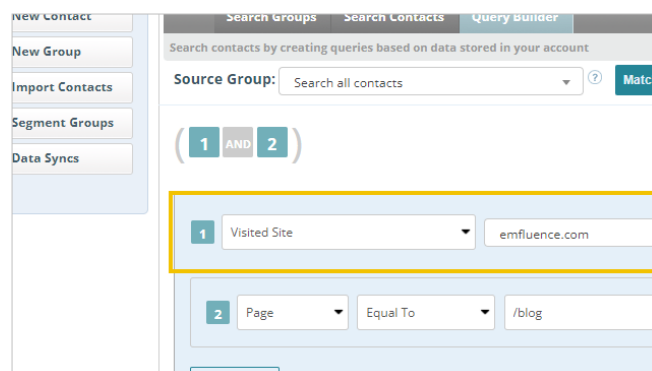 New Contact
Search Groups Search Contacts Query Builder
New Group
Search contacts by creating queries based on data stored in your account
Source Group: Search all contacts ?
Import Contacts
Segment Groups
( 1 AND 2 )
Data Syncs
1 Visited Site emfluence.com
2 Page Equal To /blog